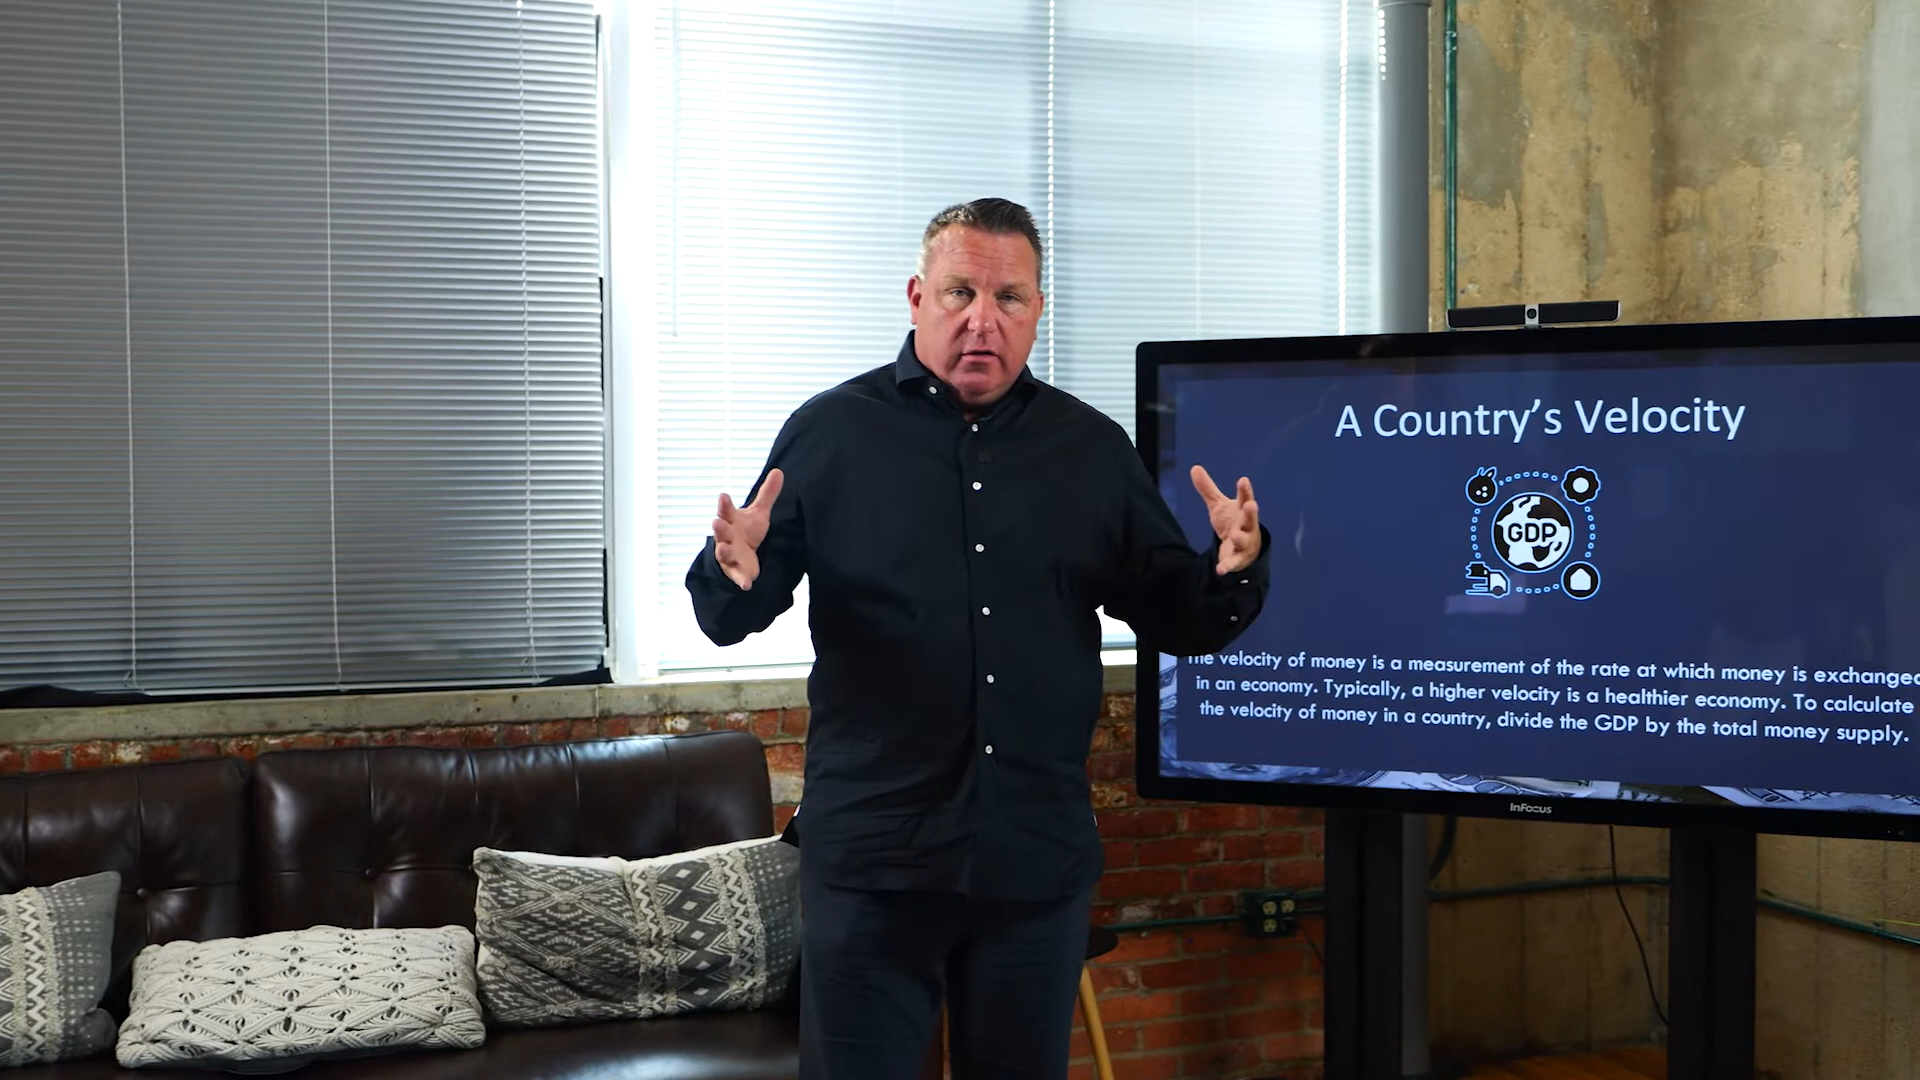 A Country's Velocity
GDP
The velocity of money is a measurement of the rate at which money is exchanged
in an economy. Typically, a higher velocity is a healthier economy. To calculate
the velocity of money in a country, divide the GDP by the total money supply.
InFocus